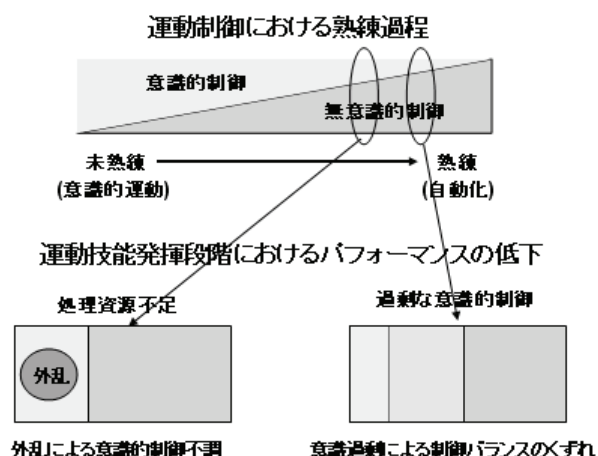 運動制御における熟練過程
意識的制御
無意識的制御
未熟練
(意識的運動)
熟練
(自動化)
運動技能発揮段階におけるパフォーマンスの低下
処理資源不足
過剰な意識的制御
外乱
外乱による意識的制御不調
意識過剰による制御バランスのくずれ